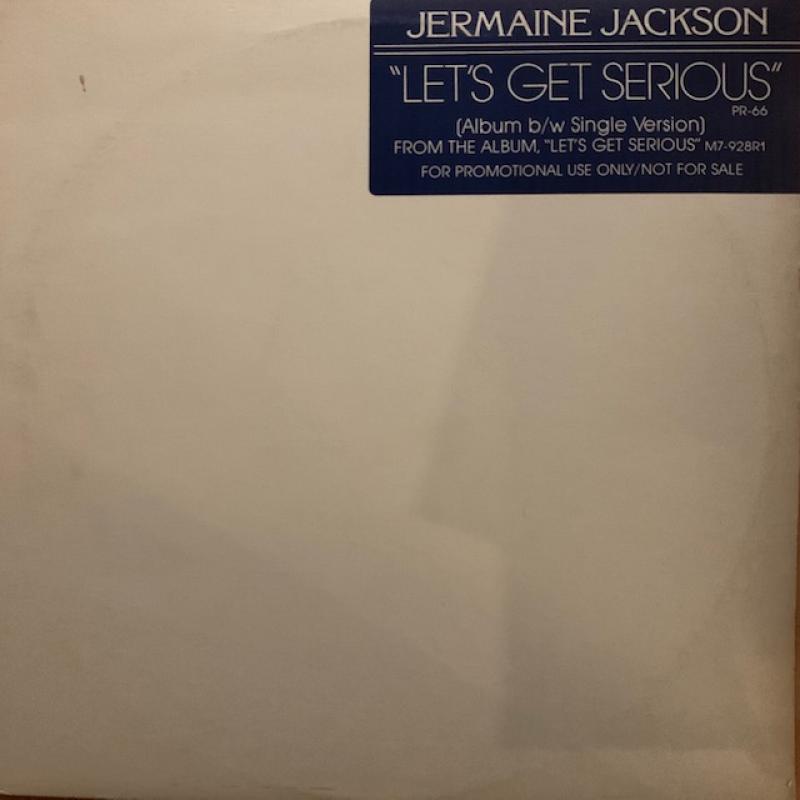 JERMAINE JACKSON
"LET'S GET SERIOUS"
PR-66
(Album b/w Single Version)
FROM THE ALBUM, "LET'S GET SERIOUS" M7-928R1
FOR PROMOTIONAL USE ONLY/NOT FOR SALE